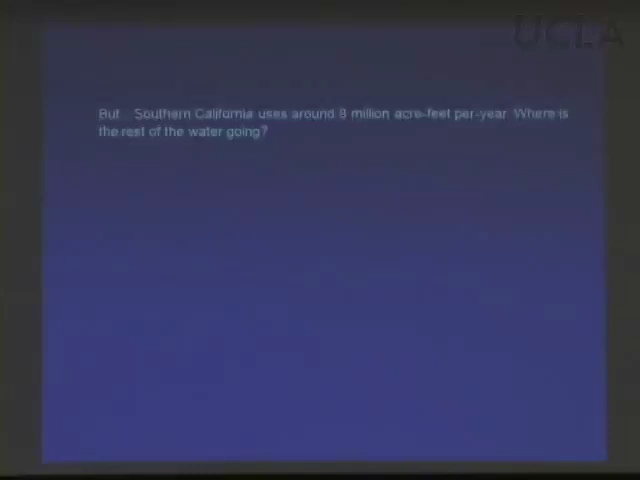 UCLA
But... Southern California uses around 8 million acre-feet per-year. Where is
the rest of the water going?